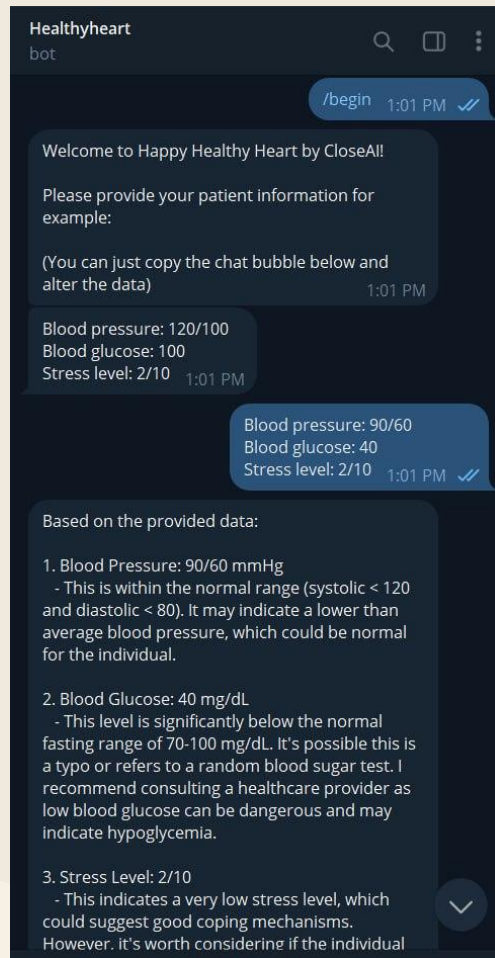 Healthyheart
bot
/begin 1:01 PM
Welcome to Happy Healthy Heart by CloseAI!
Please provide your patient information for
example:
(You can just copy the chat bubble below and
alter the data) 1:01 PM
Blood pressure: 120/100
Blood glucose: 100
Stress level: 2/10 1:01 PM
Blood pressure: 90/60
Blood glucose: 40
Stress level: 2/10 1:01 PM
Based on the provided data:
1. Blood Pressure: 90/60 mmHg
- This is within the normal range (systolic < 120
and diastolic < 80). It may indicate a lower than
average blood pressure, which could be normal
for the individual.
2. Blood Glucose: 40 mg/dL
- This level is significantly below the normal
fasting range of 70-100 mg/dL. It's possible this is
a typo or refers to a random blood sugar test. I
recommend consulting a healthcare provider as
low blood glucose can be dangerous and may
indicate hypoglycemia.
3. Stress Level: 2/10
- This indicates a very low stress level, which
could suggest good coping mechanisms.
However, it's worth considering if the individual